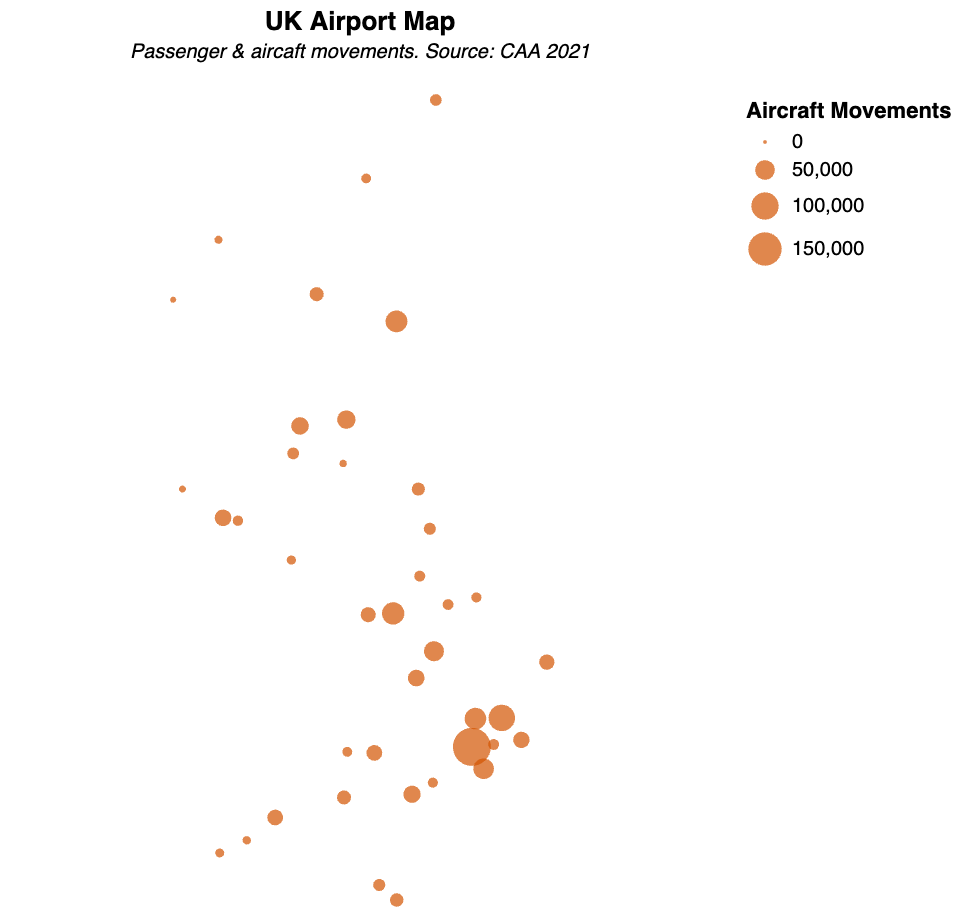 UK Airport Map
Passenger & aircaft movements. Source: CAA 2021
Aircraft Movements
0
50,000
100,000
150,000